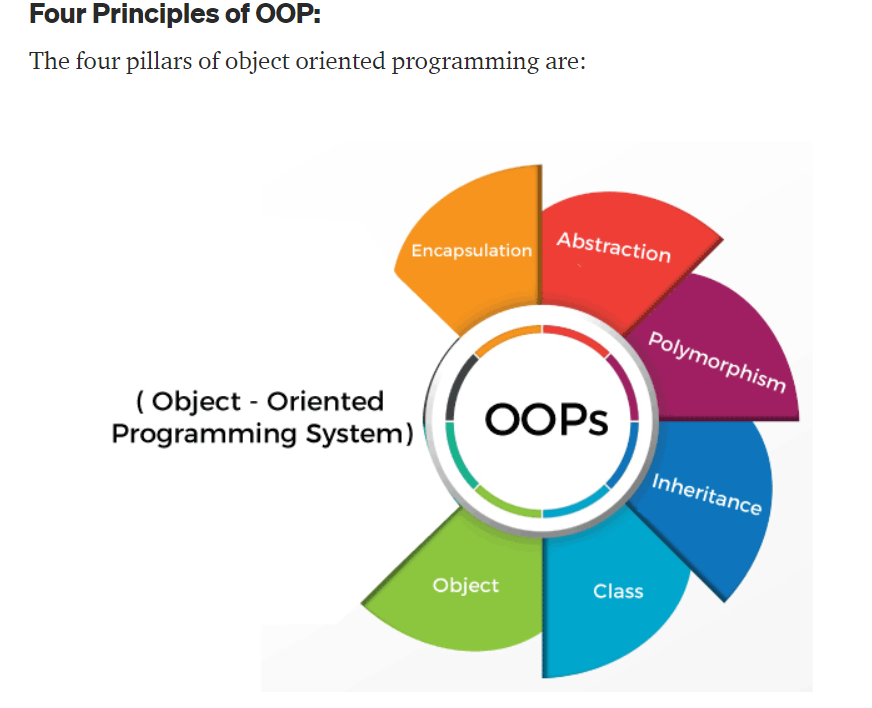 Four Principles of OOP:
The four pillars of object oriented programming are:
Encapsulation
Abstraction
Polymorphism
( Object - Oriented
Programming System)
OOPs
Inheritance
Object
Class